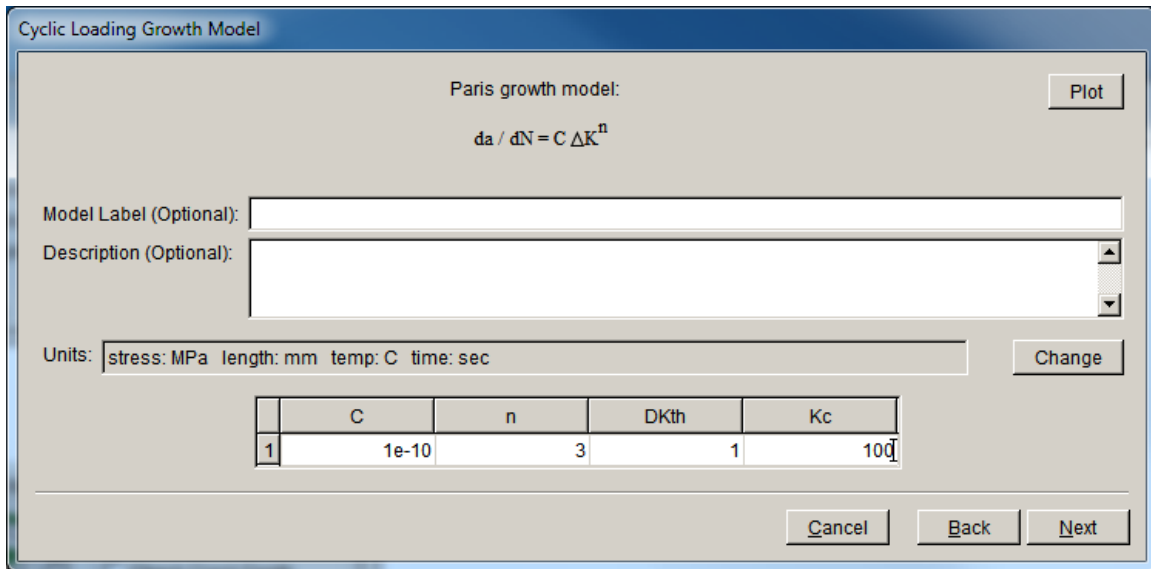 Cyclic Loading Growth Model
Paris growth model:
Plot
da / dN = C ΔKⁿ
Model Label (Optional):
Description (Optional):
Units: stress: MPa length: mm temp: C time: sec
Change
C n DKth Kc
1 1e-10 3 1 100
Cancel Back Next